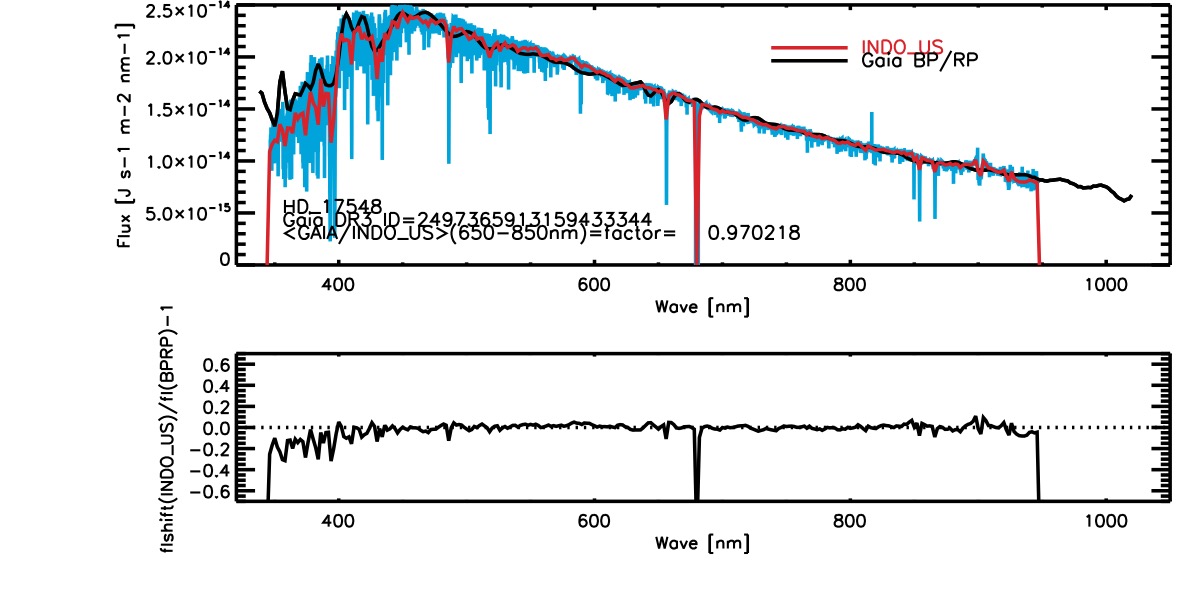 2.5×10⁻¹⁴
2.0×10⁻¹⁴
1.5×10⁻¹⁴
1.0×10⁻¹⁴
5.0×10⁻¹⁵
0
Flux [J s−1 m−2 nm−1]
INDO_US
Gaia BP/RP
HD_17548
Gaia DR3 ID=2497365913159433344
<GAIA/INDO_US>(650−850nm)=factor= 0.970218
400 600 800 1000
Wave [nm]
0.6
0.4
0.2
0.0
−0.2
−0.4
−0.6
flshift(INDO_US)/fl(BPRP)−1
400 600 800 1000
Wave [nm]